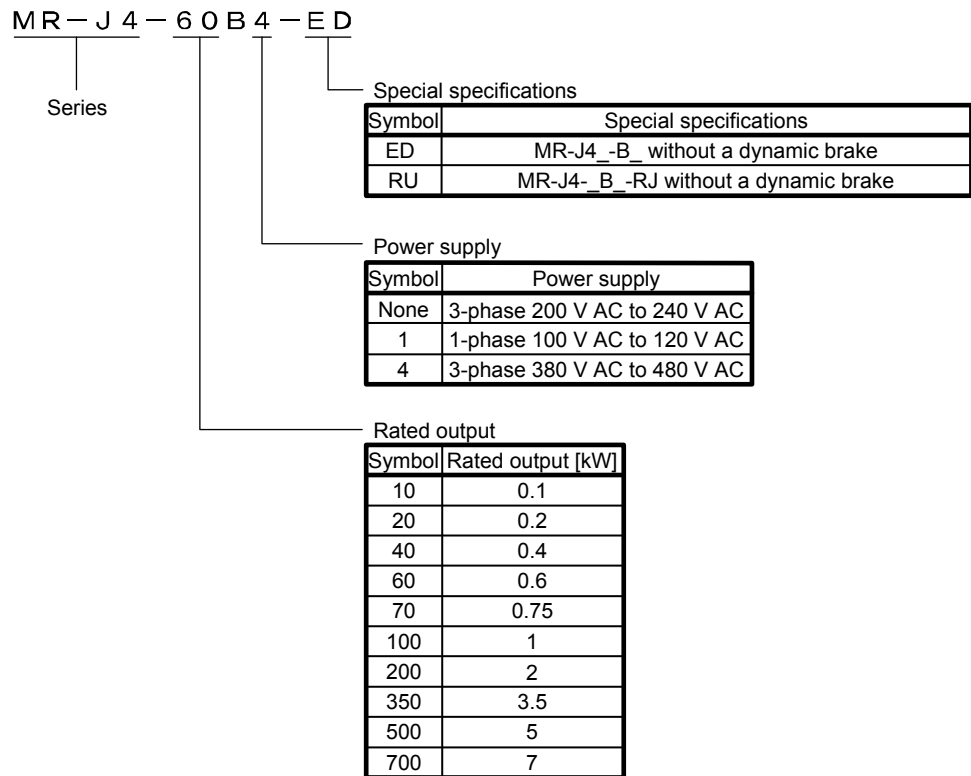 MR-J4-60B4-ED
Series
Special specifications
Symbol Special specifications
ED MR-J4_-B_ without a dynamic brake
RU MR-J4-_B_-RJ without a dynamic brake
Power supply
Symbol Power supply
None 3-phase 200 V AC to 240 V AC
1 1-phase 100 V AC to 120 V AC
4 3-phase 380 V AC to 480 V AC
Rated output
Symbol Rated output [kW]
10 0.1
20 0.2
40 0.4
60 0.6
70 0.75
100 1
200 2
350 3.5
500 5
700 7